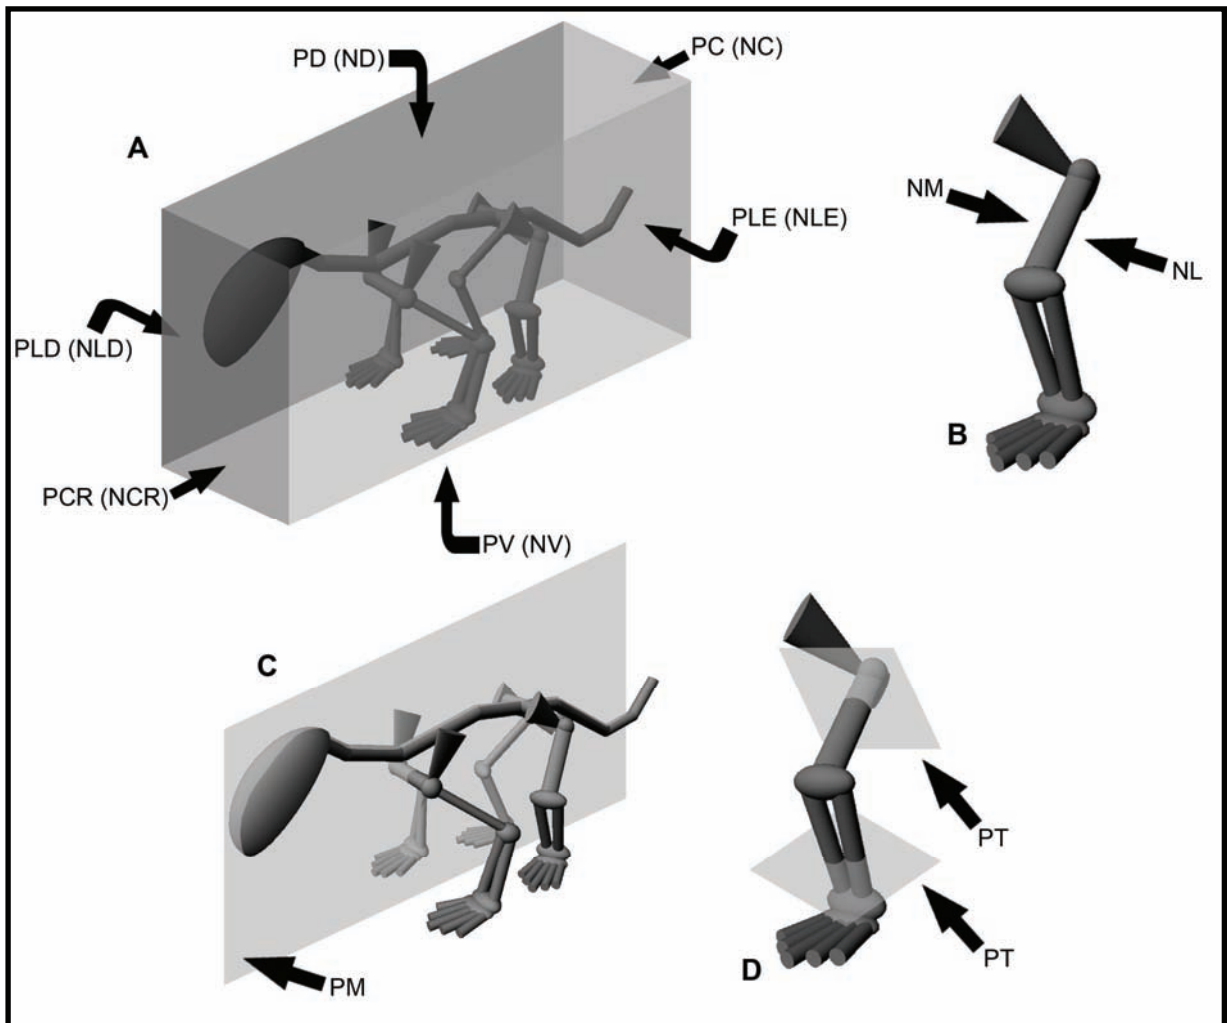 PD (ND)
PC (NC)
A
NM
PLE (NLE)
NL
PLD (NLD)
B
PCR (NCR)
PV (NV)
C
PT
D
PT
PM